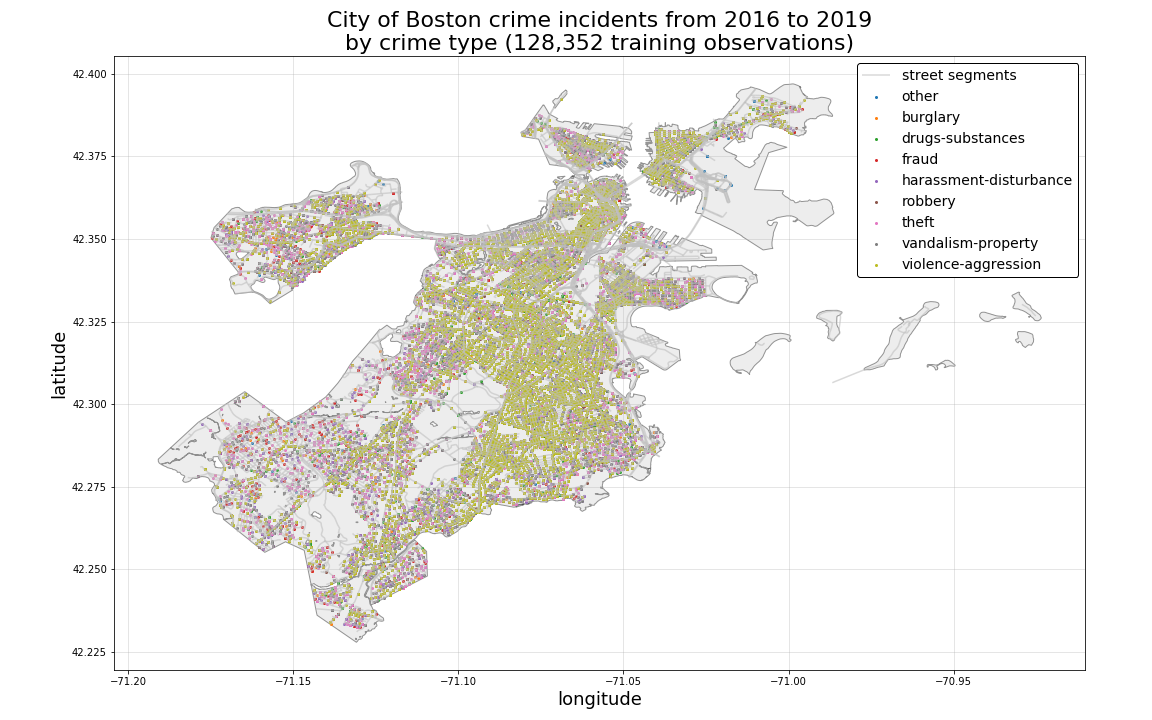 City of Boston crime incidents from 2016 to 2019
by crime type (128,352 training observations)
street segments
other
burglary
drugs-substances
fraud
harassment-disturbance
robbery
theft
vandalism-property
violence-aggression
latitude
42.400
42.375
42.350
42.325
42.300
42.275
42.250
42.225
−71.20
−71.15
−71.10
−71.05
−71.00
−70.95
longitude